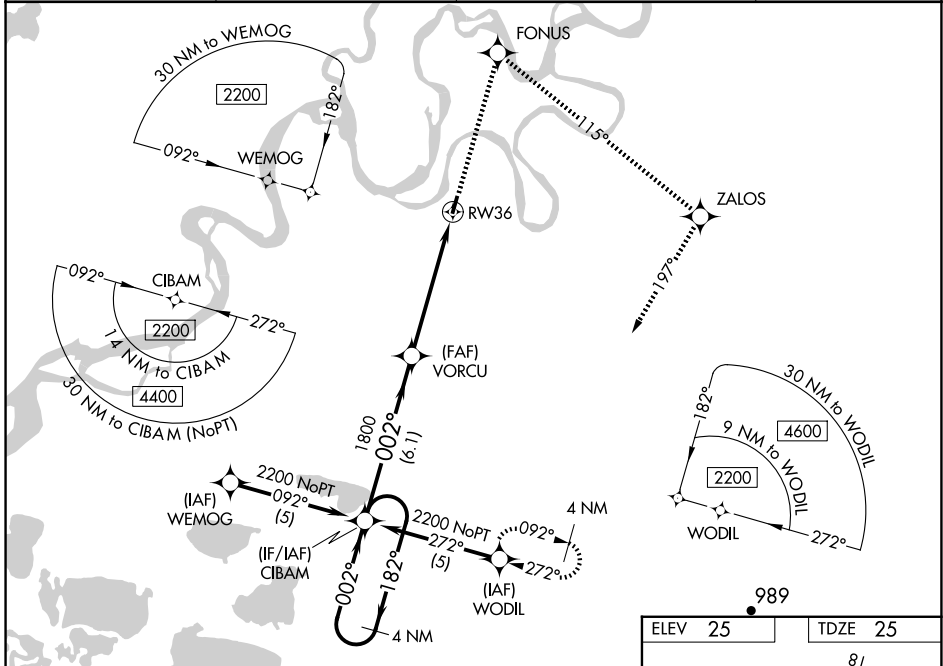 FONUS
30 NM to WEMOG
2200
182°
092°
WEMOG
115°
ZALOS
RW36
197°
092°
CIBAM
272°
2200
14 NM to CIBAM
4400
30 NM to CIBAM (NoPT)
(FAF)
VORCU
1800
002°
(6.1)
30 NM to WODIL
182°
4600
9 NM to WODIL
2200
WODIL
272°
(IAF)
WEMOG
2200 NoPT
092°
(5)
(IF/IAF)
CIBAM
2200 NoPT
272°
(5)
092°
4 NM
272°
(IAF)
WODIL
002°
182°
4 NM
989
ELEV 25
TDZE 25